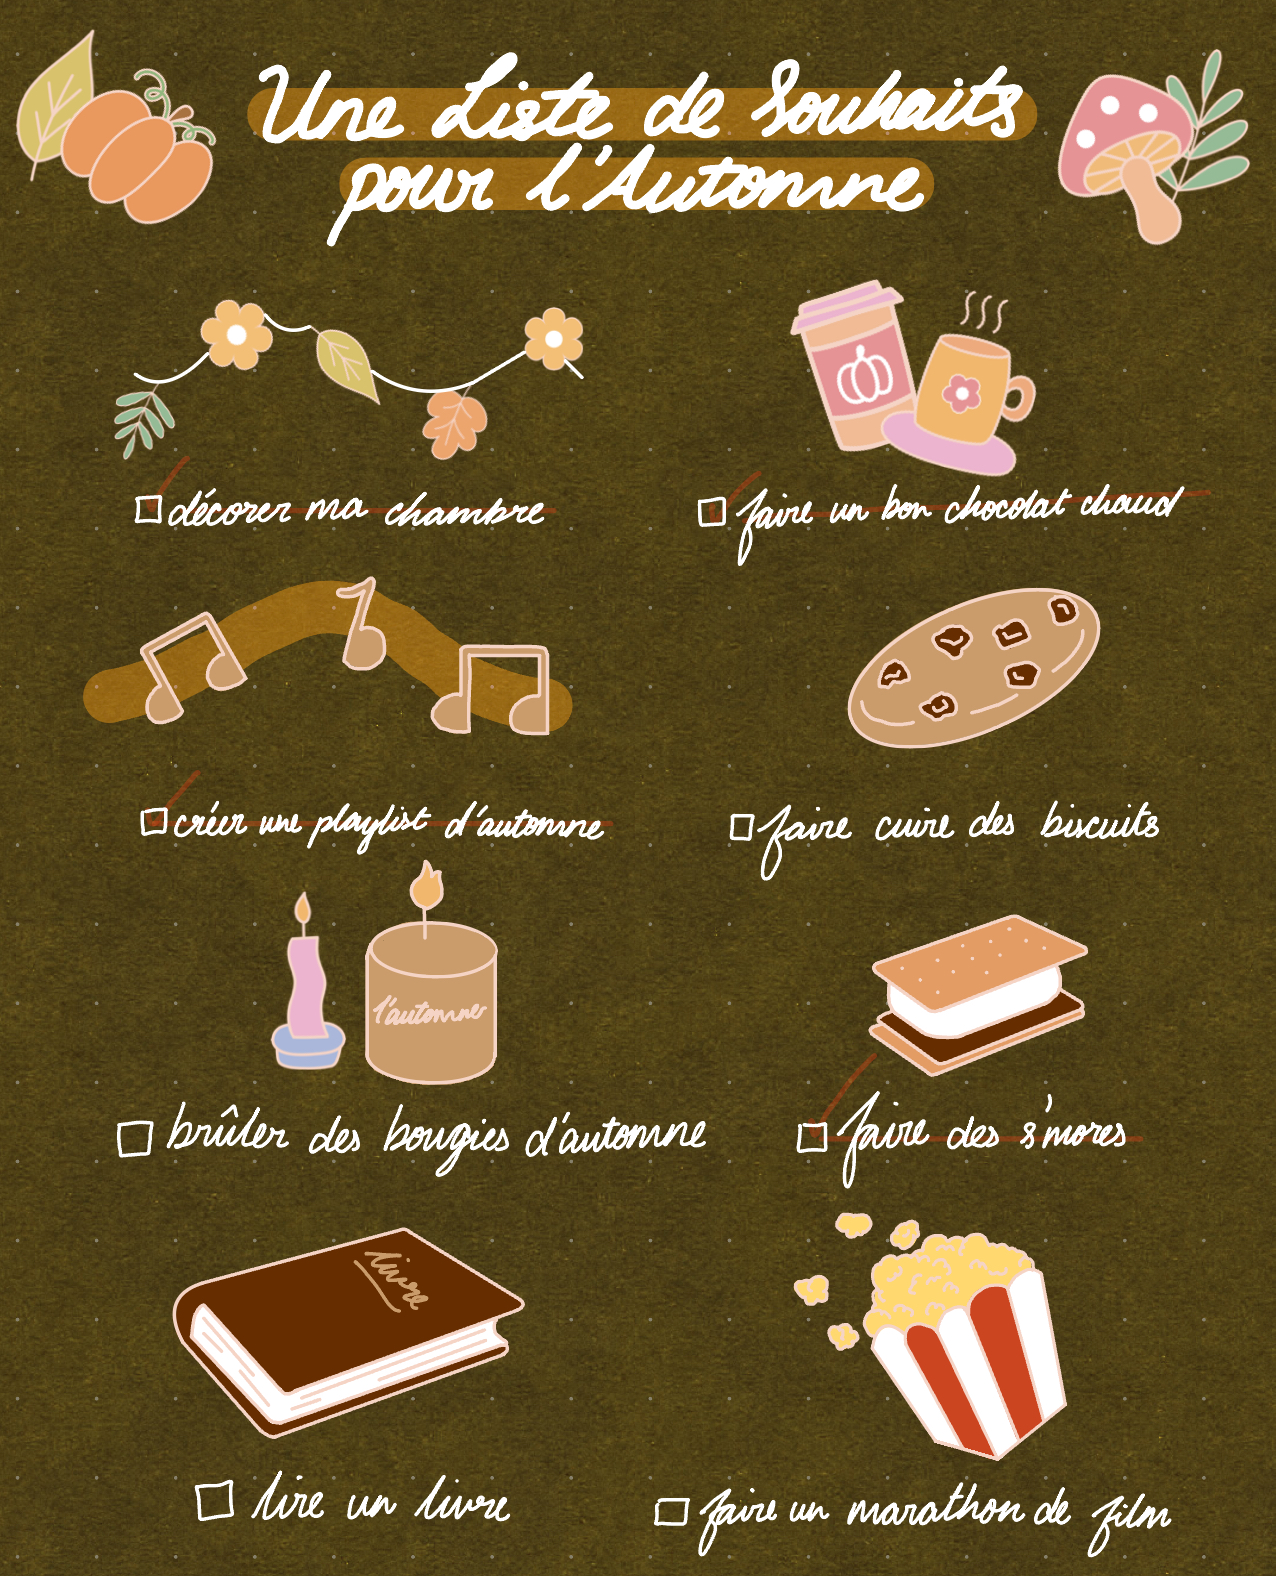 Une Liste de Souhaits
pour l'Automne
décorer ma chambre
faire un bon chocolat chaud
créer une playlist d'automne
faire cuire des biscuits
l'automne
brûler des bougies d'automne
faire des s'mores
livre
lire un livre
faire un marathon de film